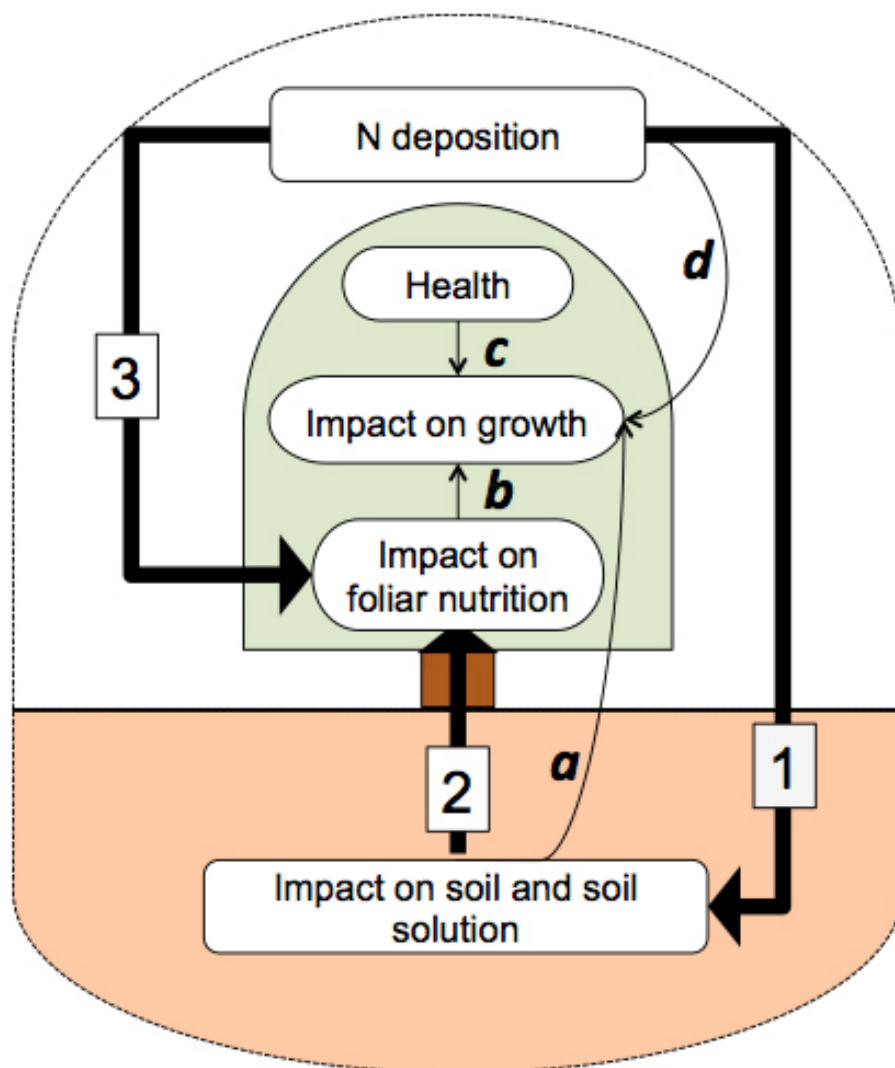 N deposition
d
Health
c
3
Impact on growth
b
Impact on
foliar nutrition
a
1
2
Impact on soil and soil
solution